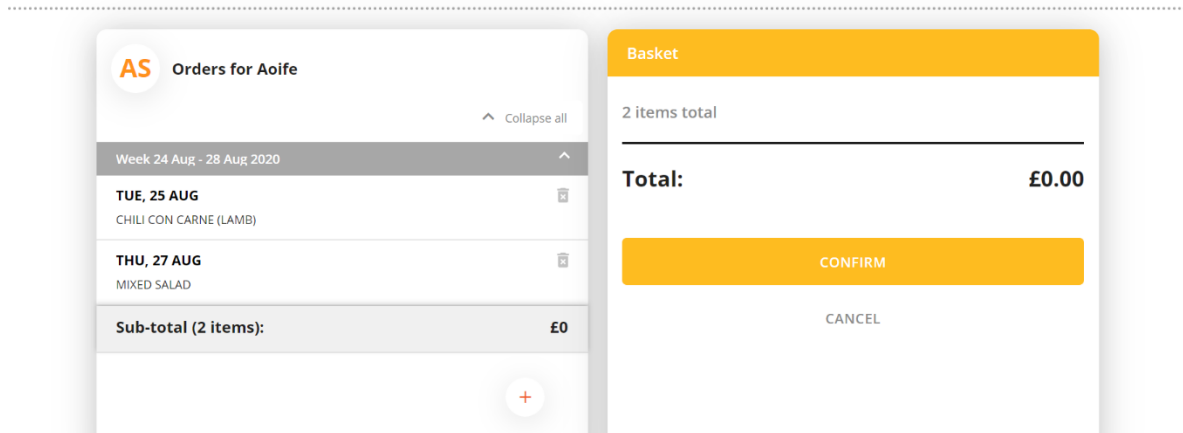 AS Orders for Aoife
Collapse all
Week 24 Aug - 28 Aug 2020
TUE, 25 AUG
CHILI CON CARNE (LAMB)
THU, 27 AUG
MIXED SALAD
Sub-total (2 items): £0
+
Basket
2 items total
Total: £0.00
CONFIRM
CANCEL